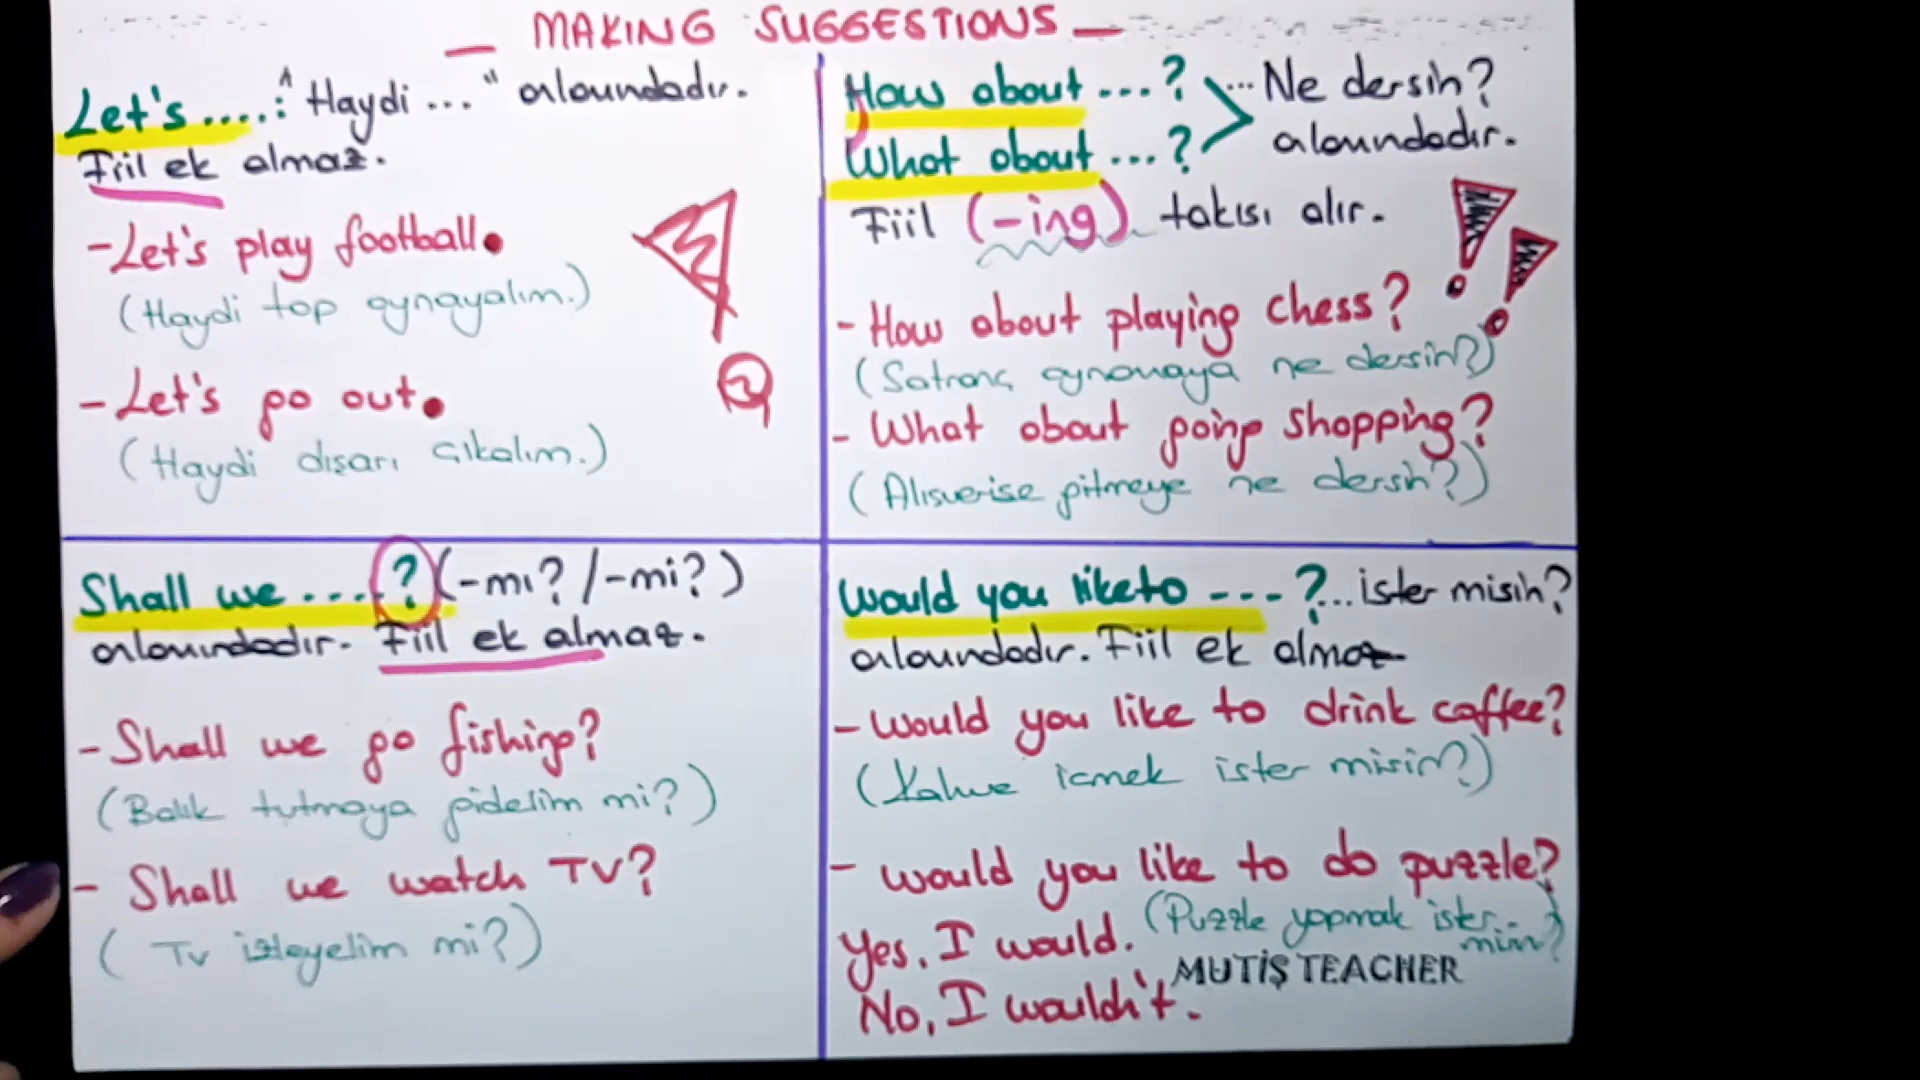 MAKING SUGGESTIONS
Let's ....: "Haydi ..." anlamındadır.
Fiil ek almaz.
- Let's play football.
(Haydi top oynayalım.)
- Let's go out.
(Haydi dışarı çıkalım.)
How about ...?
What about ...?
... Ne dersin?
anlamındadır.
Fiil (-ing) takısı alır.
- How about playing chess?
(Satranç oynamaya ne dersin?)
- What about going shopping?
(Alışverişe gitmeye ne dersin?)
Shall we ....? (-mı? / -mi?)
anlamındadır. Fiil ek almaz.
- Shall we go fishing?
(Balık tutmaya gidelim mi?)
- Shall we watch TV?
(Tv izleyelim mi?)
Would you like to ---? ... ister misin?
anlamındadır. Fiil ek almaz
- Would you like to drink coffee?
(Kahve içmek ister misin?)
- Would you like to do puzzle?
(Puzzle yapmak ister..
misin?
Yes, I would.
MUTİŞ TEACHER
No, I wouldn't.